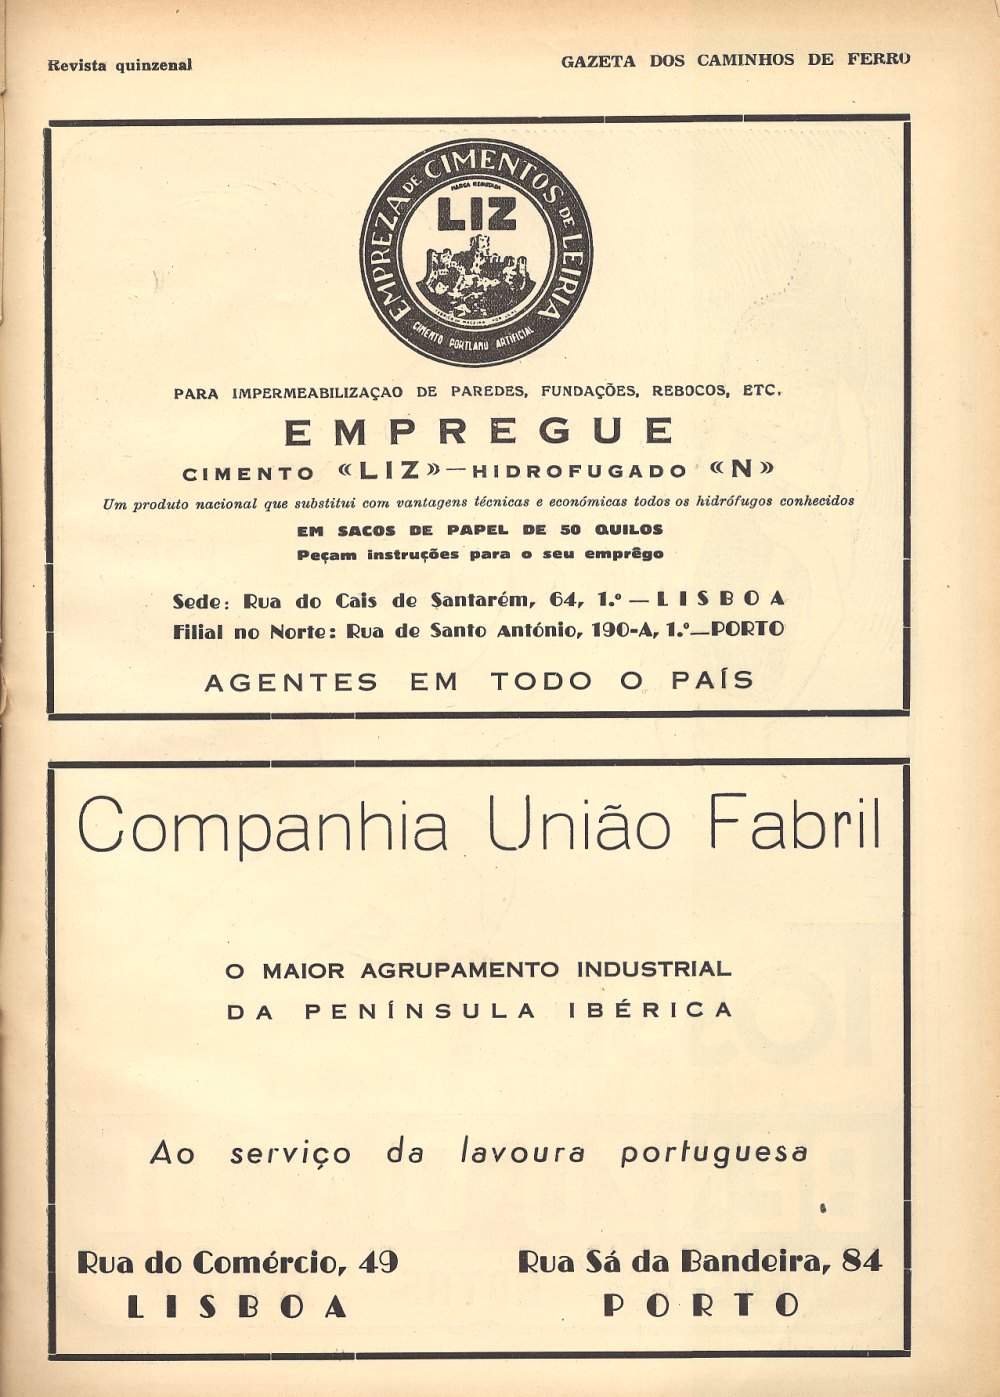 Revista quinzenal
GAZETA DOS CAMINHOS DE FERRO
EMPREZA DE CIMENTOS DE LEIRIA
MARCA REGISTADA
LIZ
CIMENTO PORTLAND ARTIFICIAL
PARA IMPERMEABILIZAÇAO DE PAREDES, FUNDAÇÕES, REBOCOS, ETC.
EMPREGUE
CIMENTO «LIZ»—HIDROFUGADO «N»
Um produto nacional que substitui com vantagens técnicas e económicas todos os hidrófugos conhecidos
EM SACOS DE PAPEL DE 50 QUILOS
Peçam instruções para o seu emprêgo
Sede: Rua do Cais de Santarém, 64, 1.º — LISBOA
Filial no Norte: Rua de Santo António, 190-A, 1.º—PORTO
AGENTES EM TODO O PAÍS
Companhia União Fabril
O MAIOR AGRUPAMENTO INDUSTRIAL
DA PENÍNSULA IBÉRICA
Ao serviço da lavoura portuguesa
Rua do Comércio, 49
LISBOA
Rua Sá da Bandeira, 84
PORTO